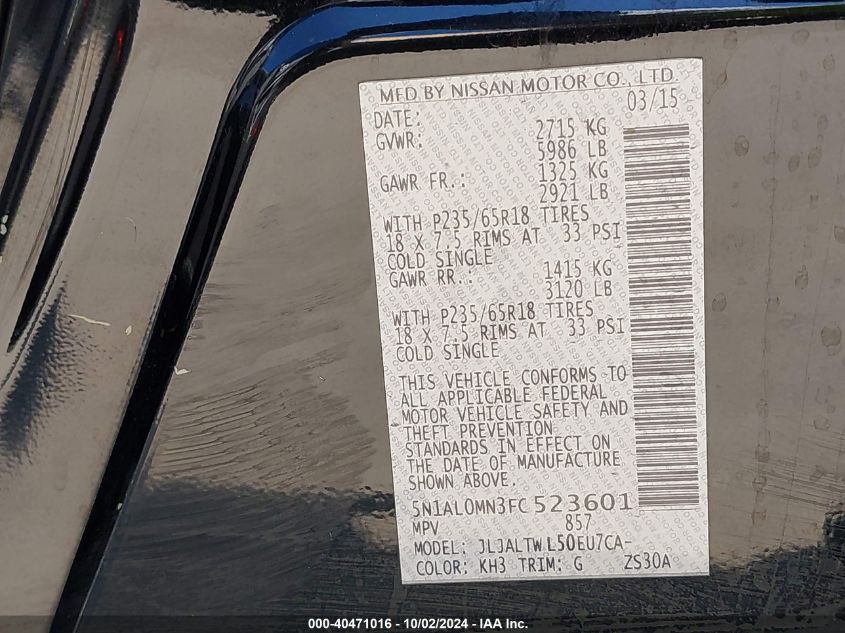 MFD BY NISSAN MOTOR CO., LTD.
DATE: 03/15
GVWR: 2715 KG
5986 LB
GAWR FR.: 1325 KG
2921 LB
WITH P235/65R18 TIRES
18 X 7.5 RIMS AT 33 PSI
COLD SINGLE
GAWR RR.: 1415 KG
3120 LB
WITH P235/65R18 TIRES
18 X 7.5 RIMS AT 33 PSI
COLD SINGLE
THIS VEHICLE CONFORMS TO
ALL APPLICABLE FEDERAL
MOTOR VEHICLE SAFETY AND
THEFT PREVENTION
STANDARDS IN EFFECT ON
THE DATE OF MANUFACTURE
SHOWN ABOVE.
5N1AL0MN3FC523601
MPV 857
MODEL: JLJALTWL50EU7CA-
COLOR: KH3 TRIM: G ZS30A
000-40471016 - 10/02/2024 - IAA Inc.